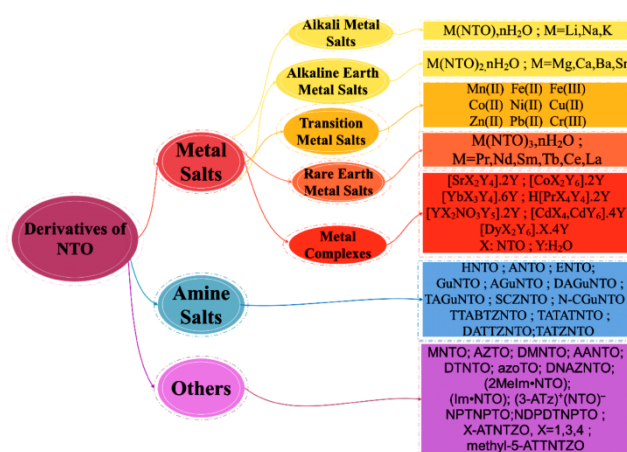 Derivatives of
NTO
Metal
Salts
Amine
Salts
Others
Alkali Metal
Salts
Alkaline Earth
Metal Salts
Transition
Metal Salts
Rare Earth
Metal Salts
Metal
Complexes
M(NTO),nH₂O ; M=Li,Na,K
M(NTO)₂,nH₂O ; M=Mg,Ca,Ba,Sr
Mn(II) Fe(II) Fe(III)
Co(II) Ni(II) Cu(II)
Zn(II) Pb(II) Cr(III)
M(NTO)₃,nH₂O ;
M=Pr,Nd,Sm,Tb,Ce,La
[SrX₂Y₄].2Y ; [CoX₂Y₆].2Y
[YbX₃Y₄].6Y ; H[PrX₄Y₄].2Y
[YX₂NO₃Y₅].2Y ; [CdX₄,CdY₆].4Y
[DyX₂Y₆].X.4Y
X: NTO ; Y:H₂O
HNTO ; ANTO ; ENTO;
GuNTO ; AGuNTO ; DAGuNTO ;
TAGuNTO ; SCZNTO ; N-CGuNTO
TTABTZNTO ; TATATNTO ;
DATTZNTO;TATZNTO
MNTO; AZTO; DMNTO; AANTO;
DTNTO; azoTO; DNAZNTO;
(2MeIm•NTO);
(Im•NTO); (3-ATz)⁺(NTO)⁻
NPTNPTO;NDPDTNPTO ;
X-ATNTZO, X=1,3,4 ;
methyl-5-ATTNTZO